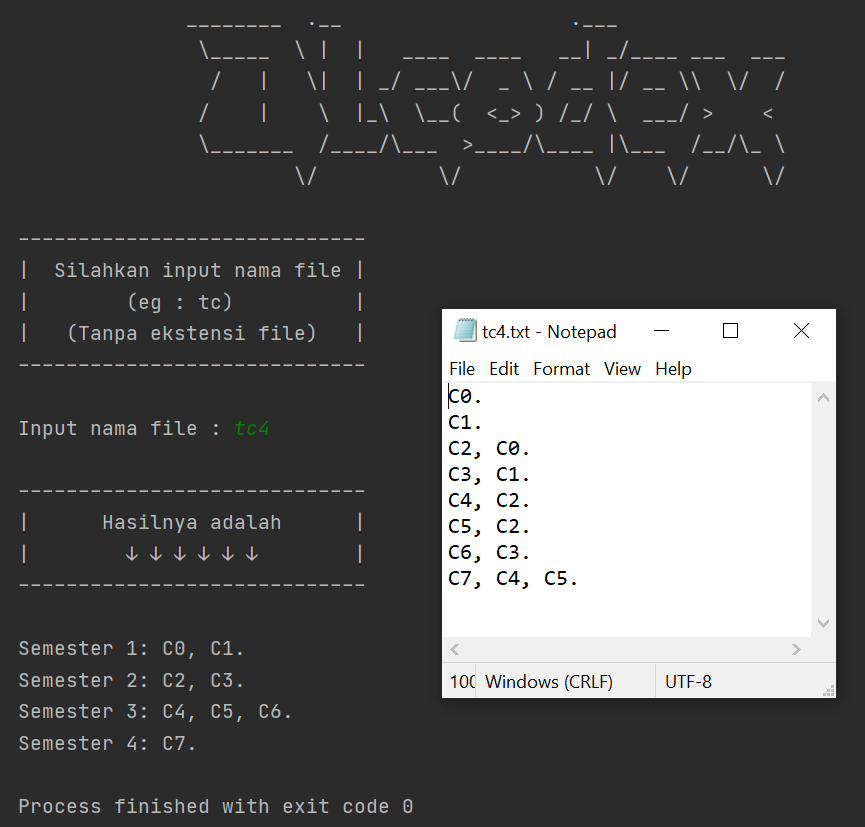 ________  .__                   .___
\_____  \ |  |   ____  ____   __| _/____ ___  ___
 /   |   \|  | _/ ___\/  _ \ / __ |/ __ \\  \/  /
/    |    \  |_\  \__(  <_> ) /_/ \  ___/ >    <
\_______  /____/\___  >____/\____ |\___  /__/\_ \
        \/          \/           \/    \/      \/
-----------------------------
|  Silahkan input nama file |
|        (eg : tc)          |
|   (Tanpa ekstensi file)   |
-----------------------------
Input nama file : tc4
-----------------------------
|      Hasilnya adalah      |
|        ↓ ↓ ↓ ↓ ↓ ↓        |
-----------------------------
Semester 1: C0, C1.
Semester 2: C2, C3.
Semester 3: C4, C5, C6.
Semester 4: C7.
Process finished with exit code 0
tc4.txt - Notepad
File Edit Format View Help
C0.
C1.
C2, C0.
C3, C1.
C4, C2.
C5, C2.
C6, C3.
C7, C4, C5.
100 Windows (CRLF) UTF-8